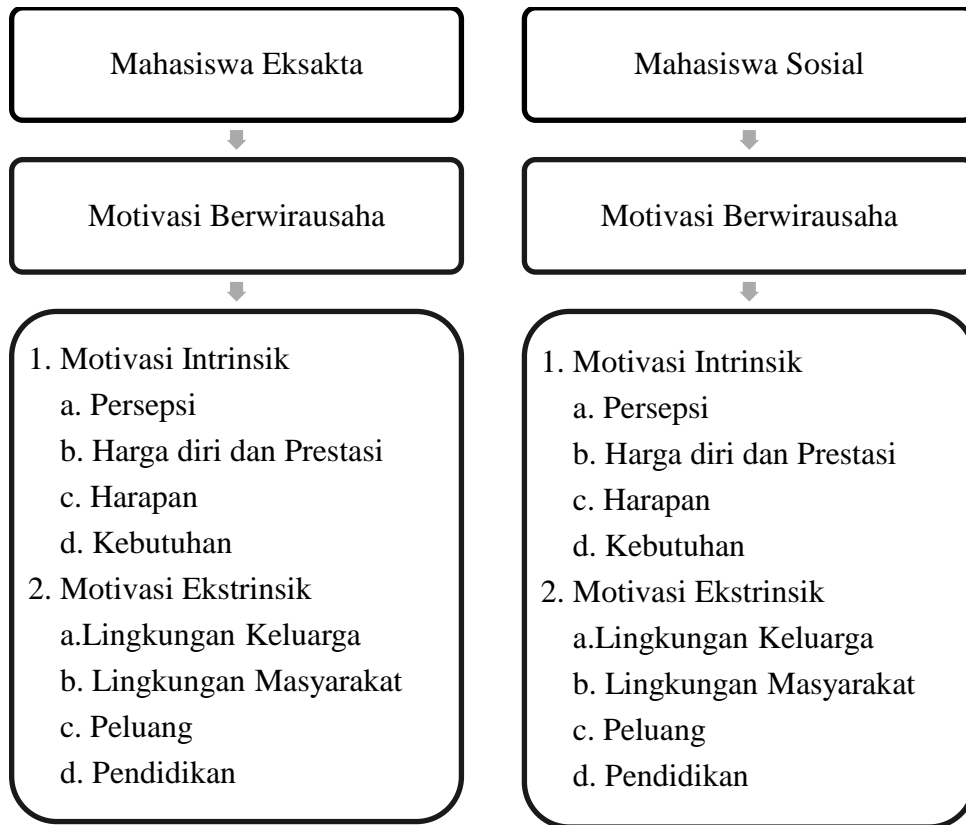 Mahasiswa Eksakta
Motivasi Berwirausaha
1. Motivasi Intrinsik
a. Persepsi
b. Harga diri dan Prestasi
c. Harapan
d. Kebutuhan
2. Motivasi Ekstrinsik
a.Lingkungan Keluarga
b. Lingkungan Masyarakat
c. Peluang
d. Pendidikan
Mahasiswa Sosial
Motivasi Berwirausaha
1. Motivasi Intrinsik
a. Persepsi
b. Harga diri dan Prestasi
c. Harapan
d. Kebutuhan
2. Motivasi Ekstrinsik
a.Lingkungan Keluarga
b. Lingkungan Masyarakat
c. Peluang
d. Pendidikan